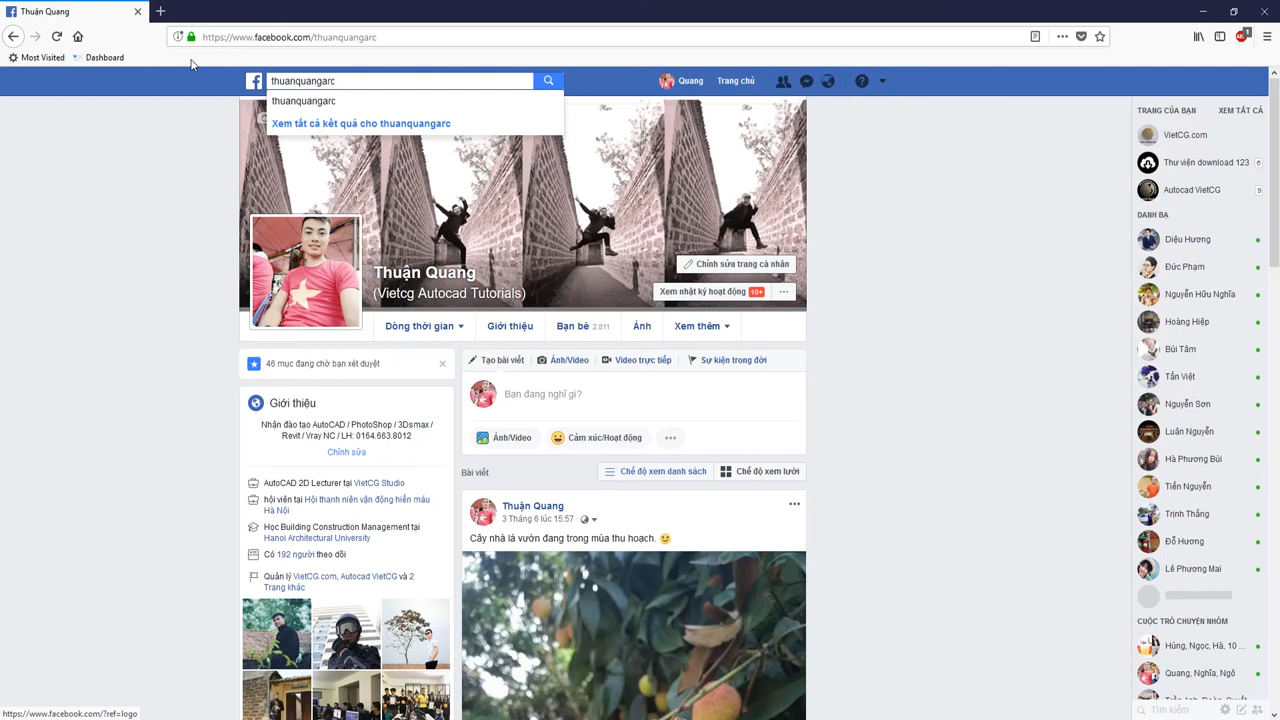 Thuận Quang
https://www.facebook.com/thuanquangarc
Most Visited
Dashboard
thuanquangarc
Quang
Trang chủ
thuanquangarc
Xem tất cả kết quả cho thuanquangarc
Thuận Quang
(Vietcg Autocad Tutorials)
Chỉnh sửa trang cá nhân
Xem nhật ký hoạt động 10+
Dòng thời gian
Giới thiệu
Bạn bè 2.811
Ảnh
Xem thêm
46 mục đang chờ bạn xét duyệt
Giới thiệu
Nhận đào tạo AutoCAD / PhotoShop / 3Dsmax /
Revit / Vray NC / LH: 0164.663.8012
Chỉnh sửa
AutoCAD 2D Lecturer tại VietCG Studio
hội viên tại Hội thanh niên vận động hiến máu
Hà Nội
Học Building Construction Management tại
Hanoi Architectural University
Có 192 người theo dõi
Quản lý VietCG.com, Autocad VietCG và 2
Trang khác
Tạo bài viết
Ảnh/Video
Video trực tiếp
Sự kiện trong đời
Bạn đang nghĩ gì?
Ảnh/Video
Cảm xúc/Hoạt động
Bài viết
Chế độ xem danh sách
Chế độ xem lưới
Thuận Quang
3 Tháng 6 lúc 15:57
Cây nhà lá vườn đang trong mùa thu hoạch.
TRANG CỦA BẠN
XEM TẤT CẢ
VietCG.com
Thư viện download 123 6
Autocad VietCG 9
DANH BẠ
Diệu Hương
Đức Phạm
Nguyễn Hữu Nghĩa
Hoàng Hiệp
Bùi Tâm
Tấn Việt
Nguyễn Sơn
Luân Nguyễn
Hà Phương Bùi
Tiến Nguyễn
Trịnh Thắng
Đỗ Hương
Lê Phương Mai
CUỘC TRÒ CHUYỆN NHÓM
Hùng, Ngọc, Hà, 10 ...
Quang, Nghĩa, Ngô
Tìm kiếm
https://www.facebook.com/?ref=logo